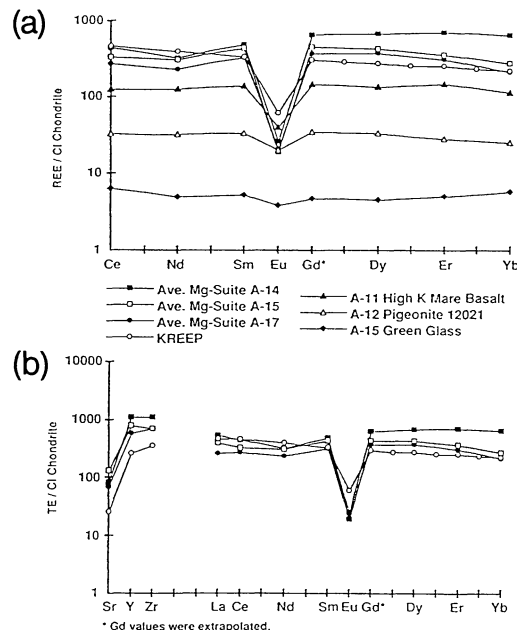 (a)
1000
100
10
1
REE / CI Chondrite
Ce Nd Sm Eu Gd* Dy Er Yb
Ave. Mg-Suite A-14
Ave. Mg-Suite A-15
Ave. Mg-Suite A-17
KREEP
A-11 High K Mare Basalt
A-12 Pigeonite 12021
A-15 Green Glass
(b)
10000
1000
100
10
1
TE / CI Chondrite
Sr Y Zr La Ce Nd Sm Eu Gd* Dy Er Yb
* Gd values were extrapolated.